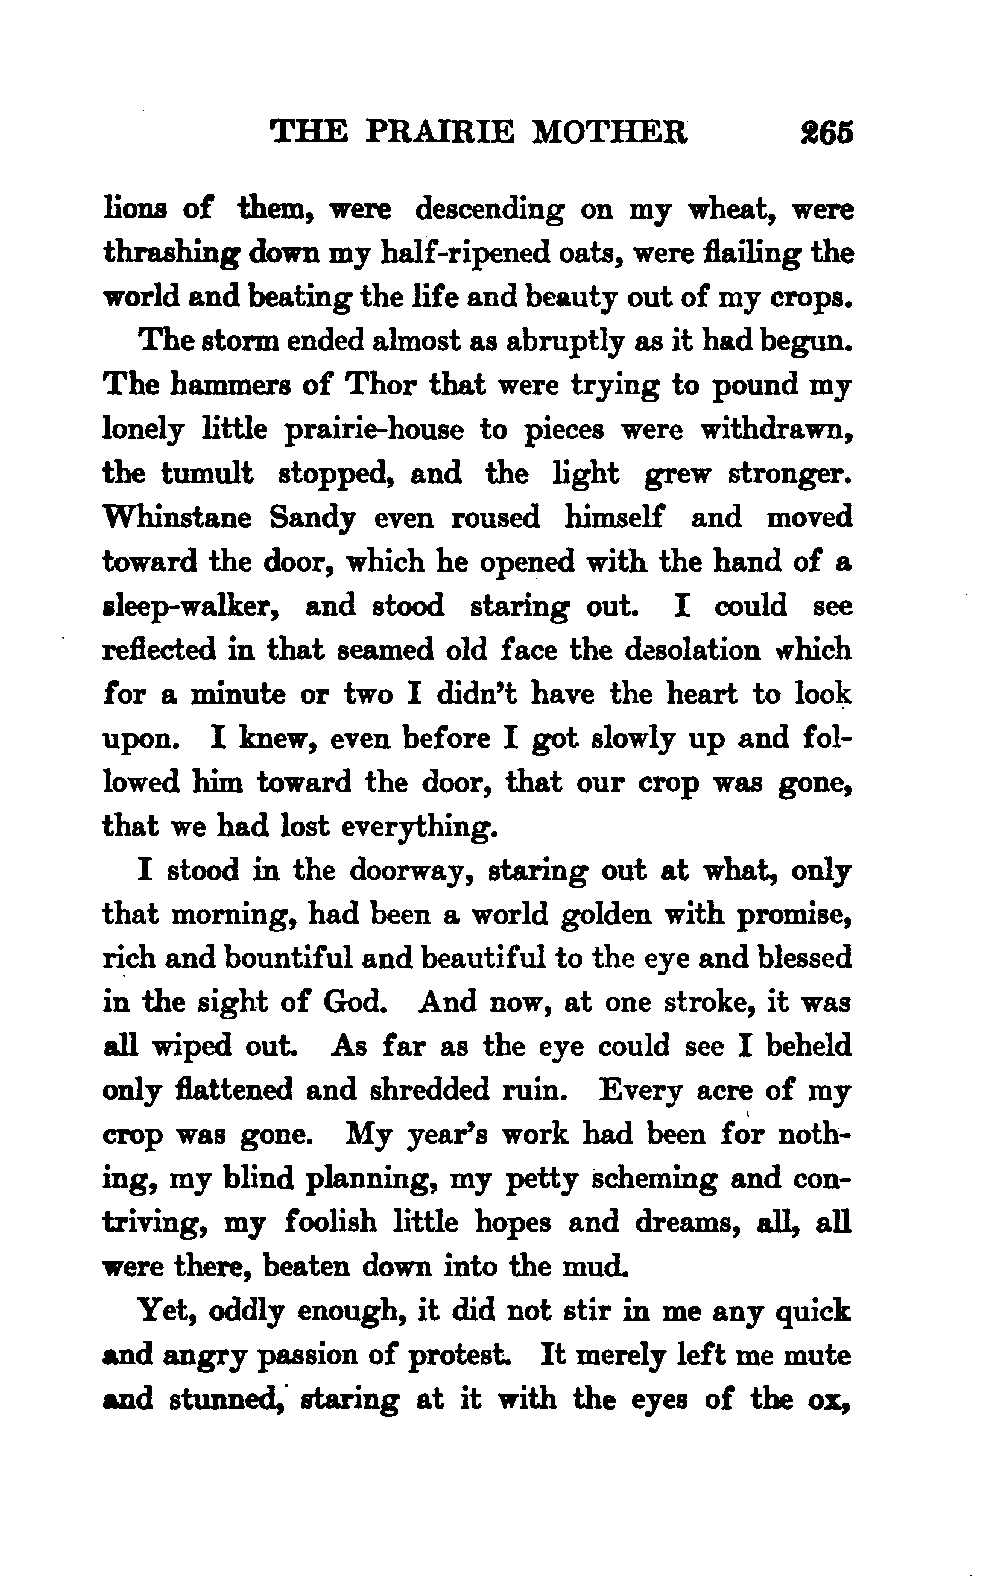 THE PRAIRIE MOTHER 265
lions of them, were descending on my wheat, were
thrashing down my half-ripened oats, were flailing the
world and beating the life and beauty out of my crops.
The storm ended almost as abruptly as it had begun.
The hammers of Thor that were trying to pound my
lonely little prairie-house to pieces were withdrawn,
the tumult stopped, and the light grew stronger.
Whinstane Sandy even roused himself and moved
toward the door, which he opened with the hand of a
sleep-walker, and stood staring out. I could see
reflected in that seamed old face the desolation which
for a minute or two I didn't have the heart to look
upon. I knew, even before I got slowly up and fol-
lowed him toward the door, that our crop was gone,
that we had lost everything.
I stood in the doorway, staring out at what, only
that morning, had been a world golden with promise,
rich and bountiful and beautiful to the eye and blessed
in the sight of God. And now, at one stroke, it was
all wiped out. As far as the eye could see I beheld
only flattened and shredded ruin. Every acre of my
crop was gone. My year's work had been for noth-
ing, my blind planning, my petty scheming and con-
triving, my foolish little hopes and dreams, all, all
were there, beaten down into the mud.
Yet, oddly enough, it did not stir in me any quick
and angry passion of protest. It merely left me mute
and stunned, staring at it with the eyes of the ox,